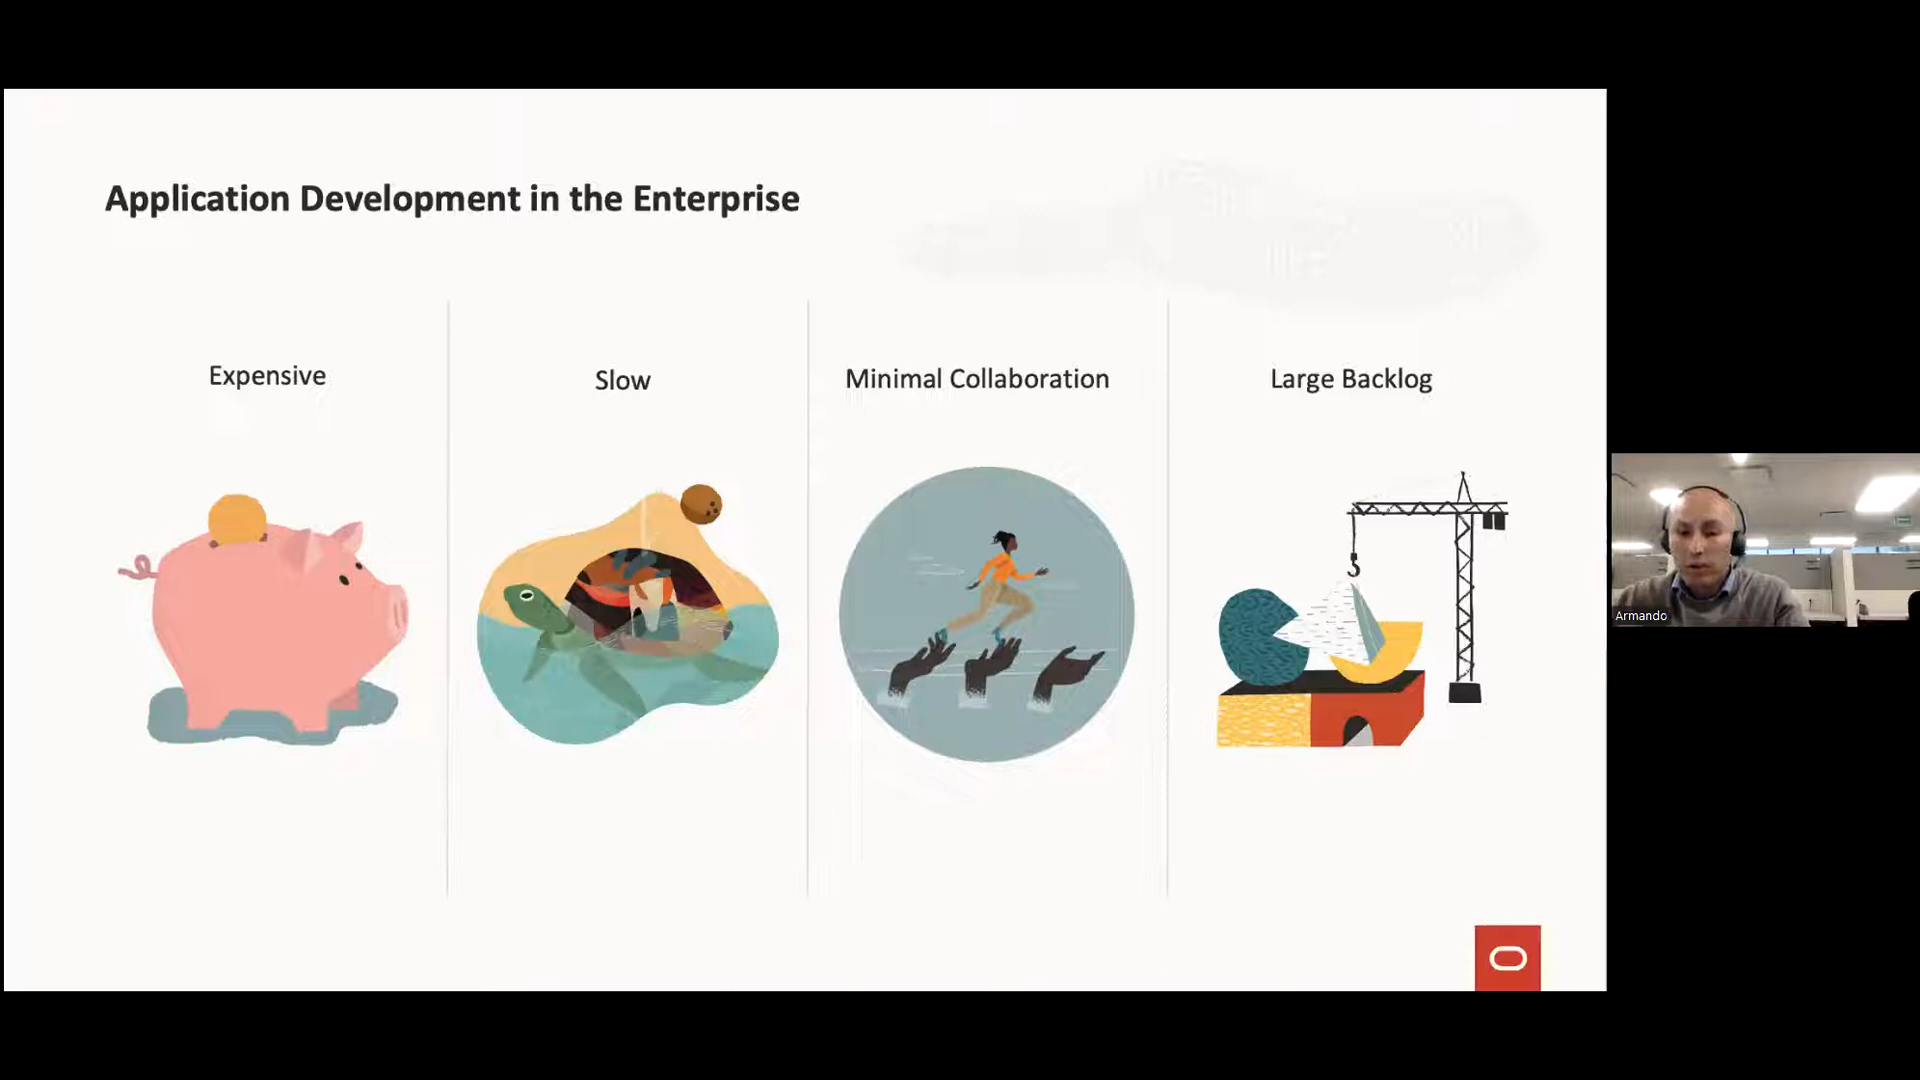 Application Development in the Enterprise
Expensive
Slow
Minimal Collaboration
Large Backlog
Armando